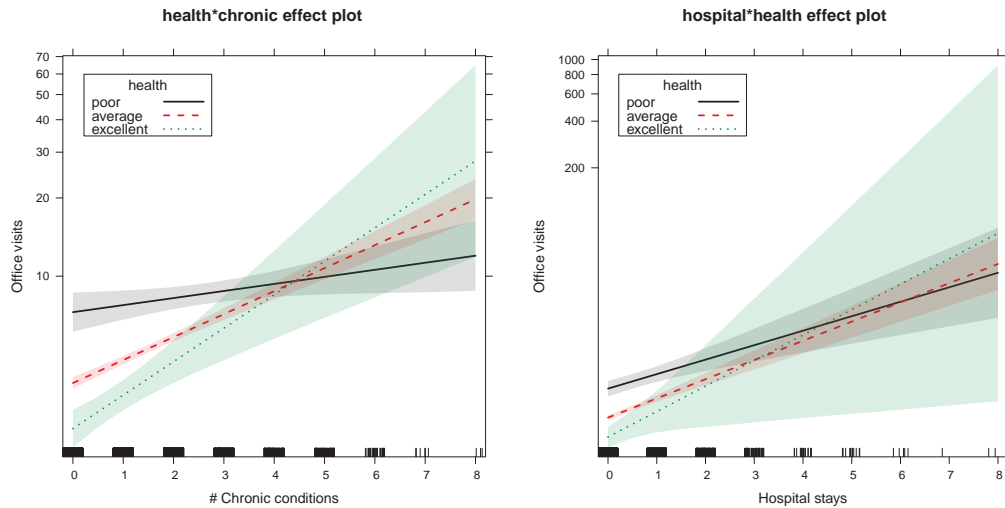 health*chronic effect plot
70
60
50
40
30
20
10
Office visits
health
poor
average
excellent
0 1 2 3 4 5 6 7 8
# Chronic conditions
hospital*health effect plot
1000
800
600
400
200
Office visits
health
poor
average
excellent
0 1 2 3 4 5 6 7 8
Hospital stays